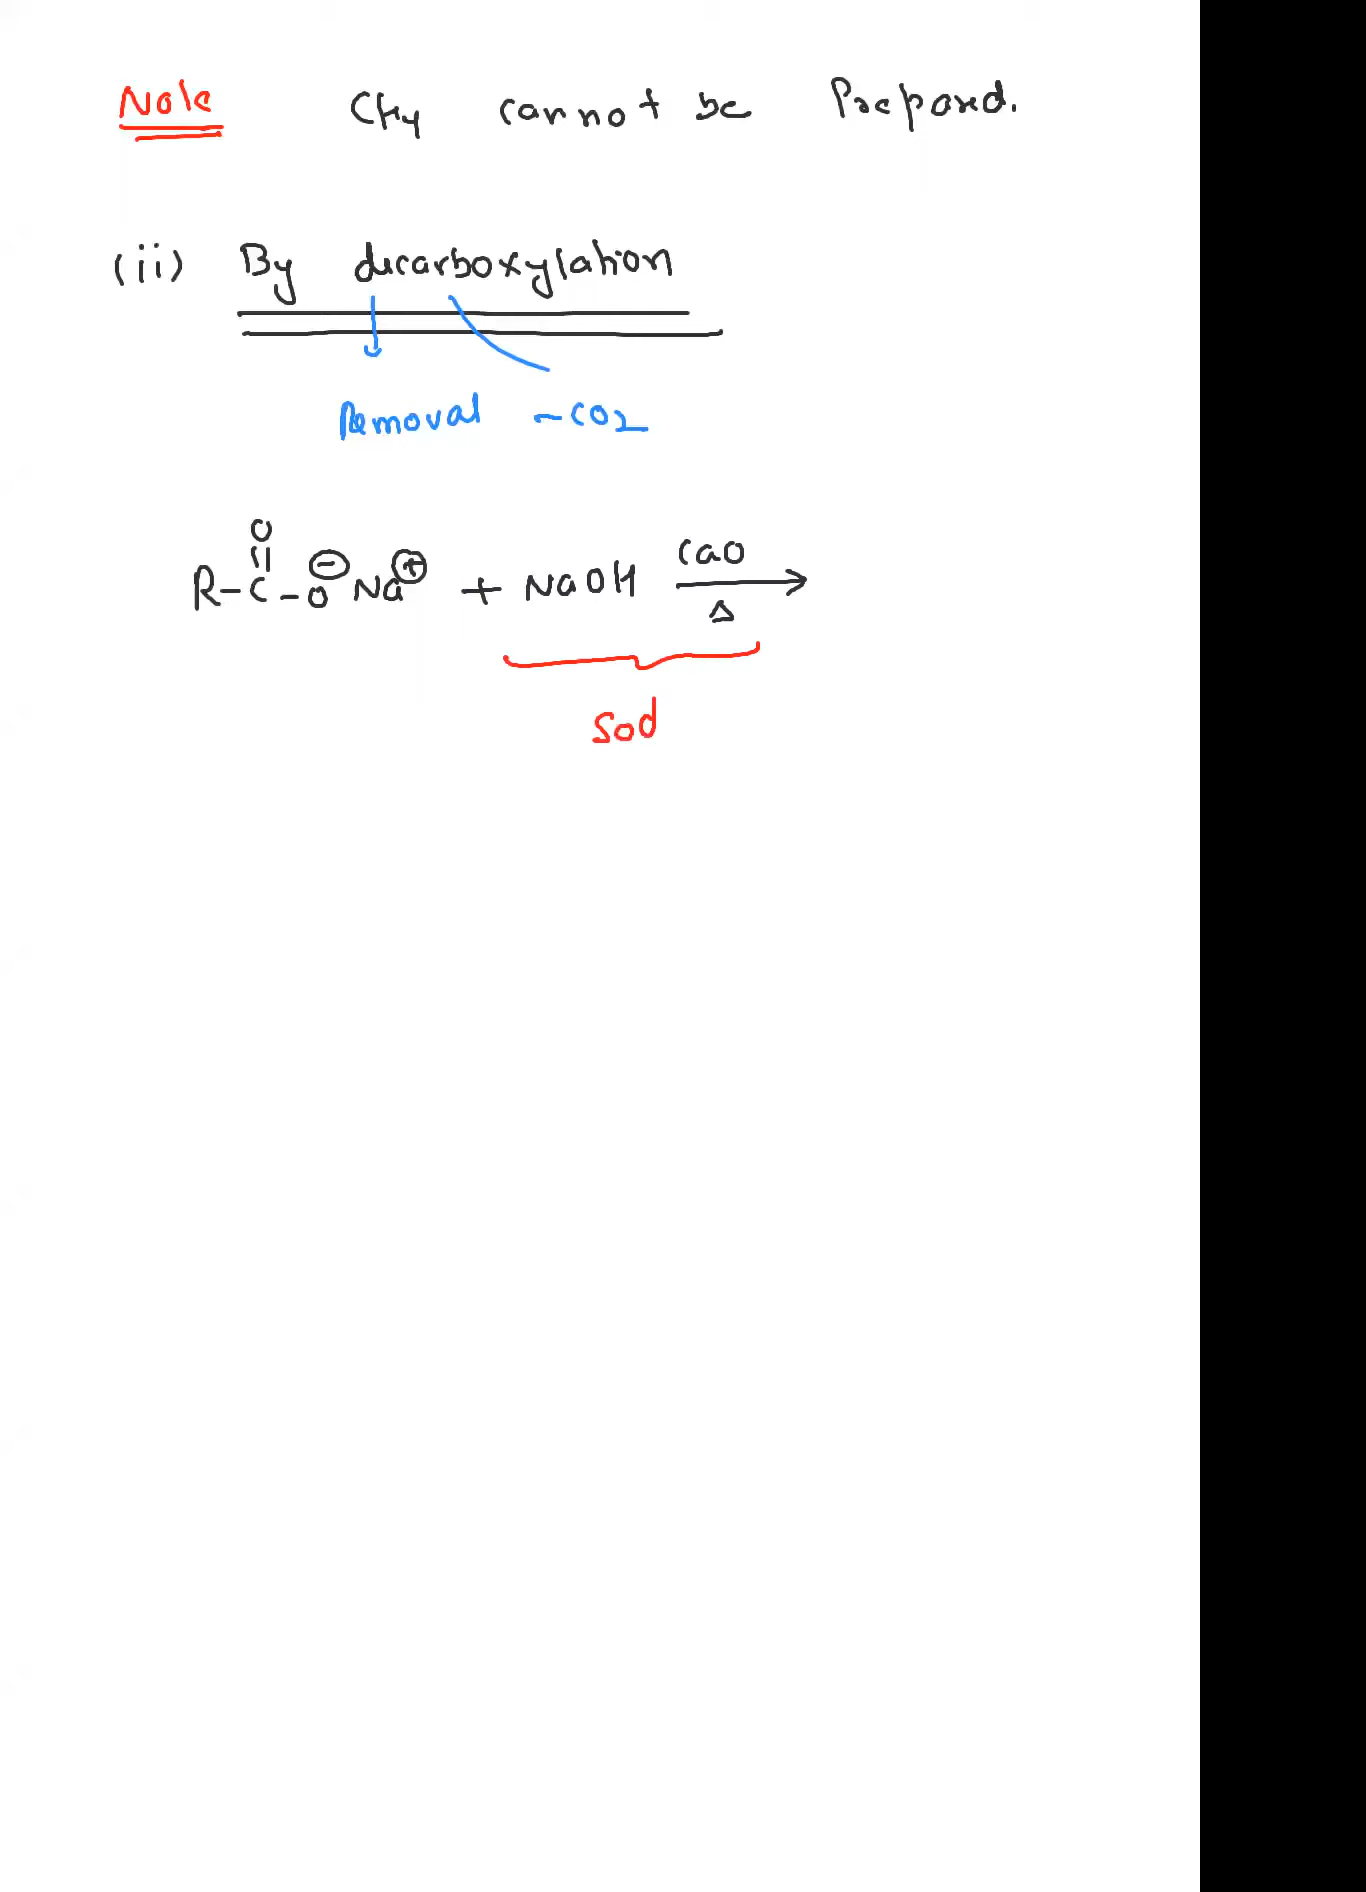 Note CH4 cannot be Prepared.
(ii) By decarboxylation
Removal -CO2
O
R-C-O⊖Na⊕ + NaOH CaO
Δ
Sod